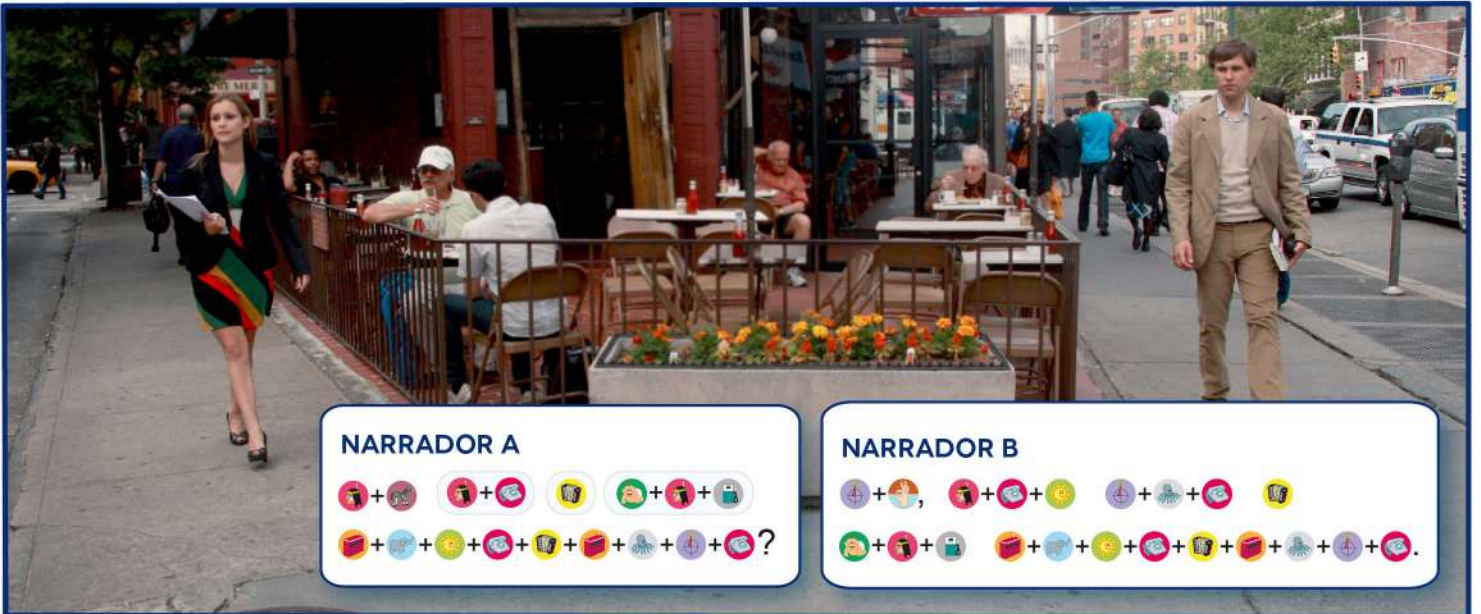 NARRADOR A
+ + + +
+ + + + + + + + ?
NARRADOR B
+ , + + + +
+ + + + + + + + + + .